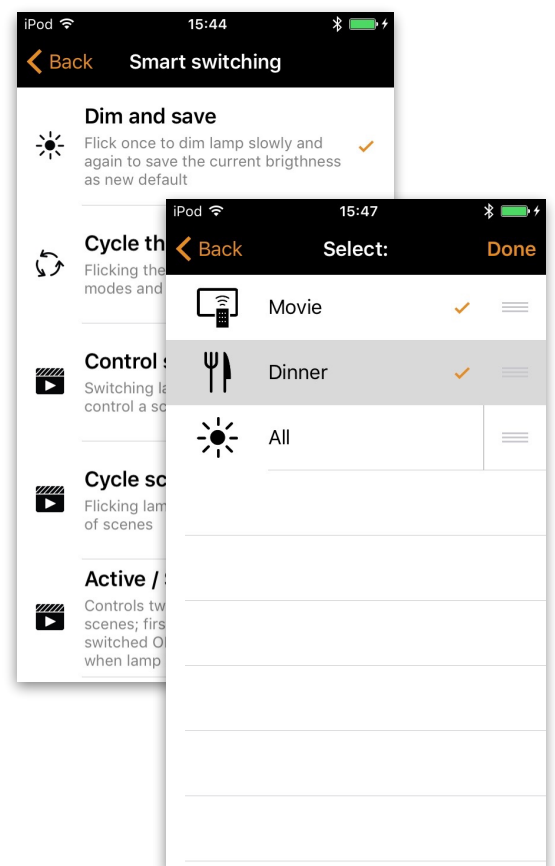 iPod 15:44
Back Smart switching
Dim and save
Flick once to dim lamp slowly and
again to save the current brigthness
as new default
Cycle th
Flicking the
modes and
Control
Switching la
control a sc
Cycle sc
Flicking lam
of scenes
Active /
Controls tw
scenes; firs
switched O
when lamp
iPod 15:47
Back Select: Done
Movie
Dinner
All